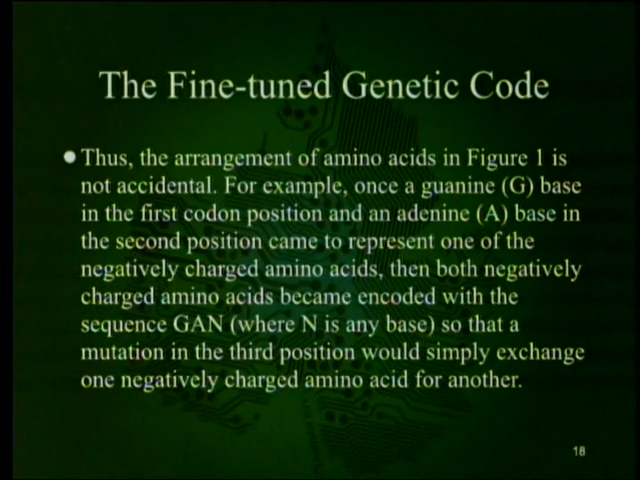 The Fine-tuned Genetic Code
Thus, the arrangement of amino acids in Figure 1 is
not accidental. For example, once a guanine (G) base
in the first codon position and an adenine (A) base in
the second position came to represent one of the
negatively charged amino acids, then both negatively
charged amino acids became encoded with the
sequence GAN (where N is any base) so that a
mutation in the third position would simply exchange
one negatively charged amino acid for another.
18